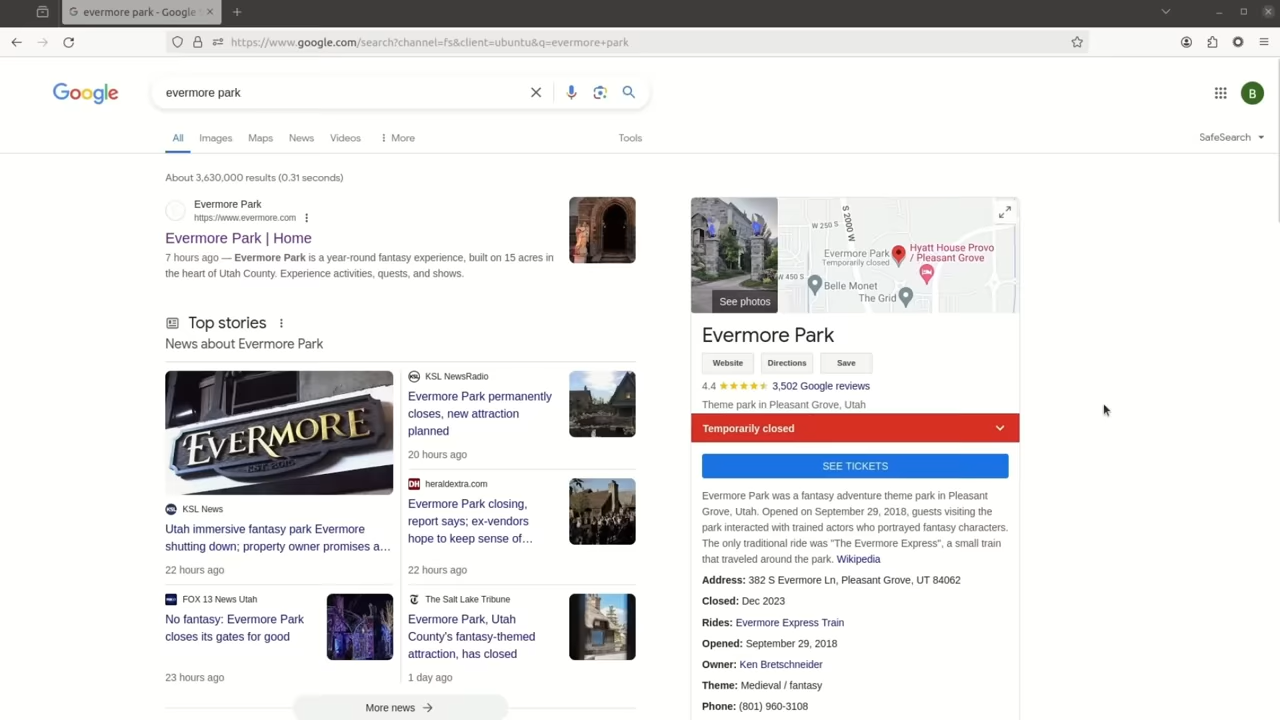 evermore park - Google
https://www.google.com/search?channel=fs&client=ubuntu&q=evermore+park
Google
evermore park
B
All
Images
Maps
News
Videos
More
Tools
SafeSearch
About 3,630,000 results (0.31 seconds)
Evermore Park
https://www.evermore.com
Evermore Park | Home
7 hours ago — Evermore Park is a year-round fantasy experience, built on 15 acres in
the heart of Utah County. Experience activities, quests, and shows.
Top stories
News about Evermore Park
EVERMORE
KSL News
Utah immersive fantasy park Evermore
shutting down; property owner promises a...
22 hours ago
KSL NewsRadio
Evermore Park permanently
closes, new attraction
planned
20 hours ago
DH
heraldextra.com
Evermore Park closing,
report says; ex-vendors
hope to keep sense of...
22 hours ago
FOX 13 News Utah
No fantasy: Evermore Park
closes its gates for good
23 hours ago
The Salt Lake Tribune
Evermore Park, Utah
County's fantasy-themed
attraction, has closed
1 day ago
More news
See photos
S 2000 W
W 250 S
W 450 S
Evermore Park
Temporarily closed
Hyatt House Provo
/ Pleasant Grove
Belle Monet
The Grid
Evermore Park
Website
Directions
Save
4.4
3,502 Google reviews
Theme park in Pleasant Grove, Utah
Temporarily closed
SEE TICKETS
Evermore Park was a fantasy adventure theme park in Pleasant
Grove, Utah. Opened on September 29, 2018, guests visiting the
park interacted with trained actors who portrayed fantasy characters.
The only traditional ride was "The Evermore Express", a small train
that traveled around the park. Wikipedia
Address: 382 S Evermore Ln, Pleasant Grove, UT 84062
Closed: Dec 2023
Rides: Evermore Express Train
Opened: September 29, 2018
Owner: Ken Bretschneider
Theme: Medieval / fantasy
Phone: (801) 960-3108